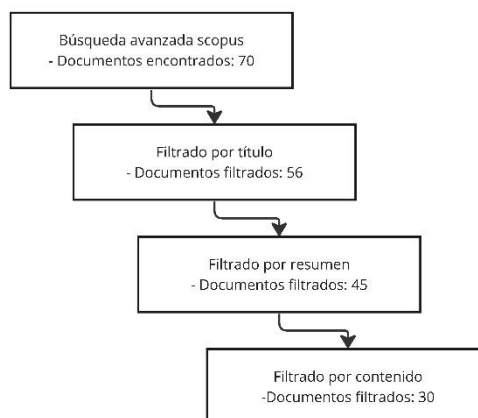 Búsqueda avanzada scopus
- Documentos encontrados: 70
Filtrado por título
- Documentos filtrados: 56
Filtrado por resumen
- Documentos filtrados: 45
Filtrado por contenido
-Documentos filtrados: 30